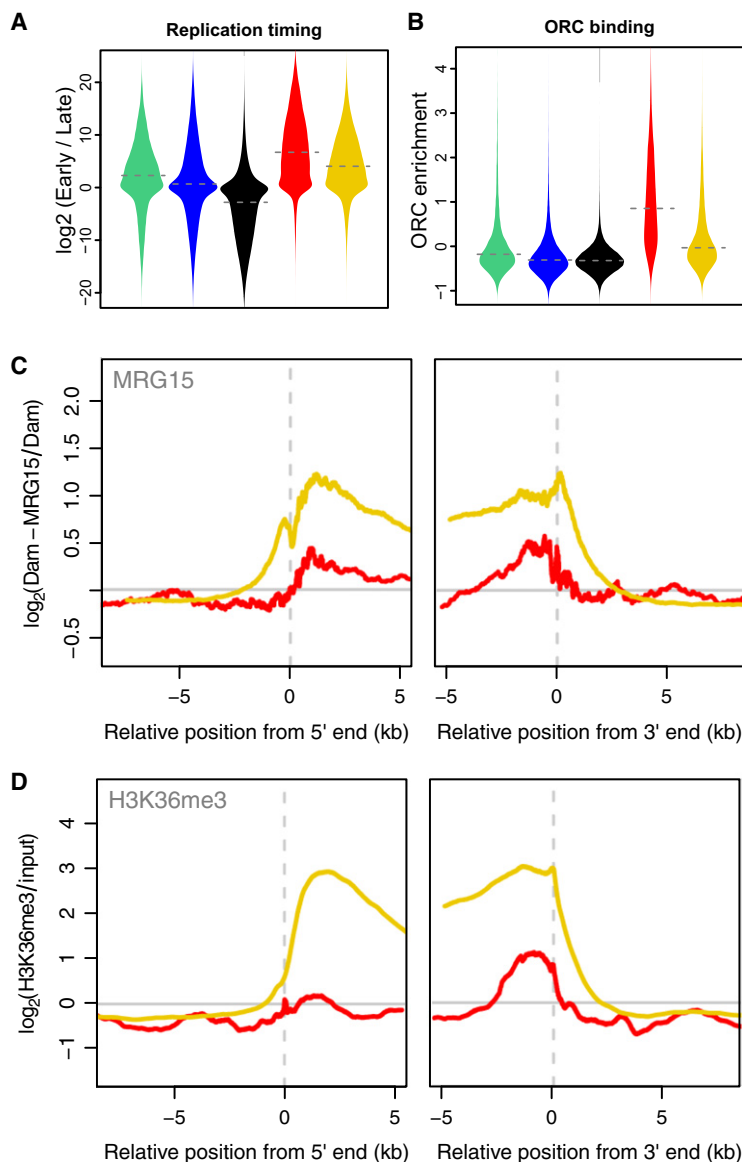 A
Replication timing
log2 (Early / Late)
20
10
0
−10
−20
B
ORC binding
ORC enrichment
4
3
2
1
0
−1
C
MRG15
log2(Dam−MRG15/Dam)
2.0
1.5
1.0
0.5
−0.5
−5 0 5
Relative position from 5' end (kb)
−5 0 5
Relative position from 3' end (kb)
D
H3K36me3
log2(H3K36me3/input)
4
3
2
1
0
−1
−5 0 5
Relative position from 5' end (kb)
−5 0 5
Relative position from 3' end (kb)